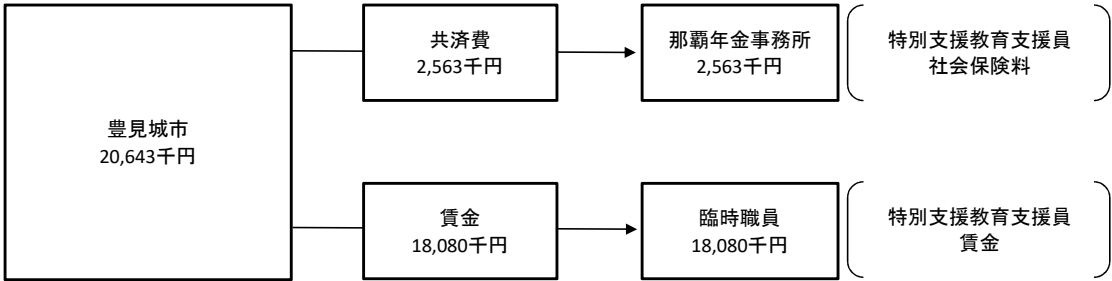 豊見城市
20,643千円
共済費
2,563千円
那覇年金事務所
2,563千円
特別支援教育支援員
社会保険料
賃金
18,080千円
臨時職員
18,080千円
特別支援教育支援員
賃金